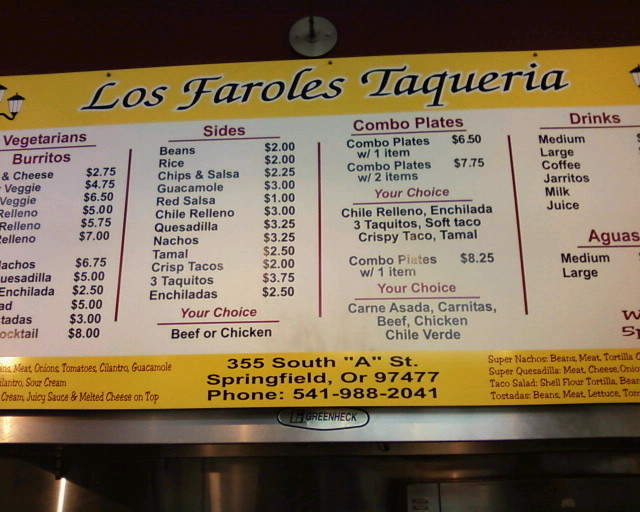 Los Faroles Taqueria
Vegetarians
Burritos
& Cheese $2.75
Veggie $4.75
Veggie $6.50
Relleno $5.00
Relleno $5.75
elleno $7.00
Nachos $6.75
uesadilla $5.00
Enchilada $2.50
ad $5.00
tadas $3.00
ocktail $8.00
Sides
Beans $2.00
Rice $2.00
Chips & Salsa $2.25
Guacamole $3.00
Red Salsa $1.00
Chile Relleno $3.00
Quesadilla $3.25
Nachos $3.25
Tamal $2.50
Crisp Tacos $2.00
3 Taquitos $3.75
Enchiladas $2.50
Your Choice
Beef or Chicken
Combo Plates
Combo Plates $6.50
w/ 1 item
Combo Plates $7.75
w/ 2 items
Your Choice
Chile Relleno, Enchilada
3 Taquitos, Soft taco
Crispy Taco, Tamal
Combo Plates $8.25
w/ 1 item
Your Choice
Carne Asada, Carnitas,
Beef, Chicken
Chile Verde
Drinks
Medium
Large
Coffee
Jarritos
Milk
Juice
Aguas
Medium
Large
ans, Meat, Onions, Tomatoes, Cilantro, Guacamole
ilantro, Sour Cream
Cream, Juicy Sauce & Melted Cheese on Top
355 South "A" St.
Springfield, Or 97477
Phone: 541-988-2041
Super Nachos: Beans, Meat, Tortilla C
Super Quesadilla: Meat, Cheese, Onio
Taco Salad: Shell Flour Tortilla, Bea
Tostadas: Beans, Meat, Lettuce, Tom
GREENHECK